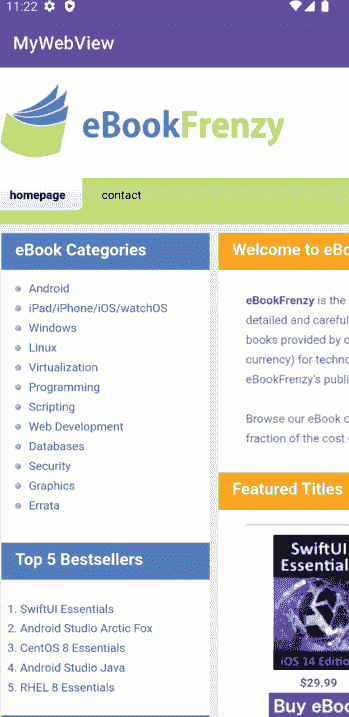 11:22
MyWebView
eBookFrenzy
homepage contact
eBook Categories
Android
iPad/iPhone/iOS/watchOS
Windows
Linux
Virtualization
Programming
Scripting
Web Development
Databases
Security
Graphics
Errata
Top 5 Bestsellers
1. SwiftUI Essentials
2. Android Studio Arctic Fox
3. CentOS 8 Essentials
4. Android Studio Java
5. RHEL 8 Essentials
Welcome to eBo
eBookFrenzy is the
detailed and careful
books provided by o
currency) for techno
eBookFrenzy's publi
Browse our eBook c
fraction of the cost
Featured Titles
SwiftUI
Essential
iOS 14 Editio
$29.99
Buy eBoo